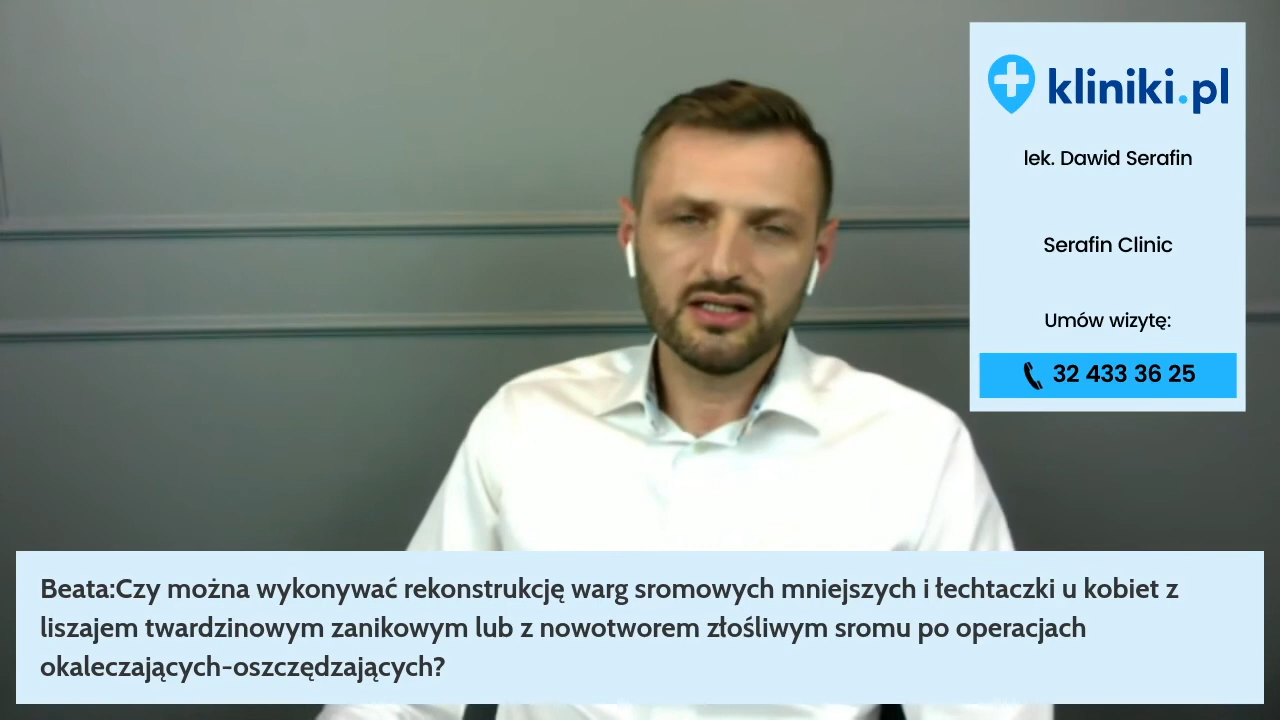 kliniki.pl
lek. Dawid Serafin
Serafin Clinic
Umów wizytę:
32 433 36 25
Beata:Czy można wykonywać rekonstrukcję warg sromowych mniejszych i łechtaczki u kobiet z
liszajem twardzinowym zanikowym lub z nowotworem złośliwym sromu po operacjach
okaleczających-oszczędzających?